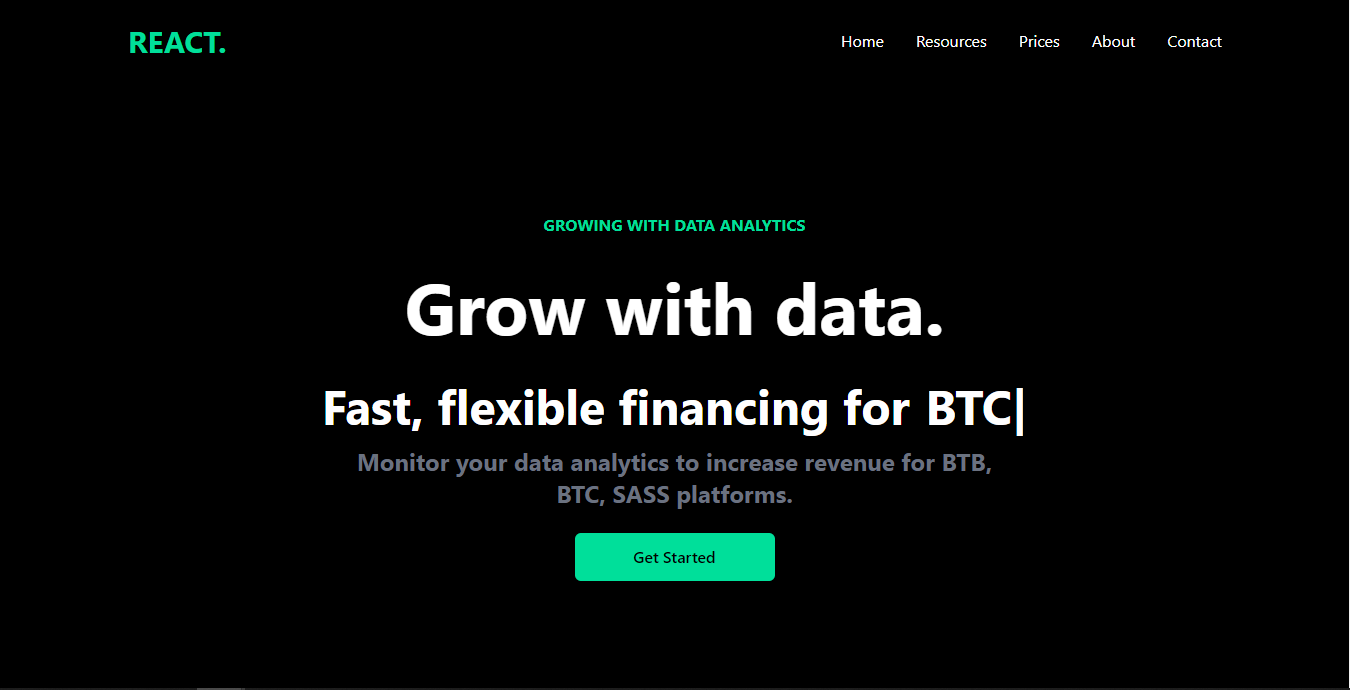 REACT.
Home Resources Prices About Contact
GROWING WITH DATA ANALYTICS
Grow with data.
Fast, flexible financing for BTC|
Monitor your data analytics to increase revenue for BTB,
BTC, SASS platforms.
Get Started